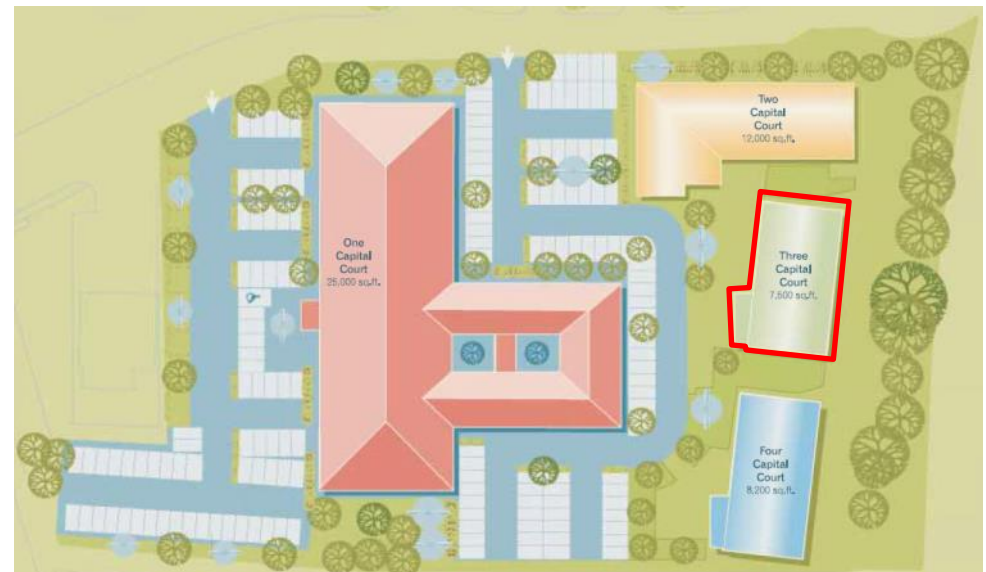 Two
Capital
Court
12,000 sq.ft.
One
Capital
Court
25,000 sq.ft.
Three
Capital
Court
7,500 sq.ft.
Four
Capital
Court
8,200 sq.ft.